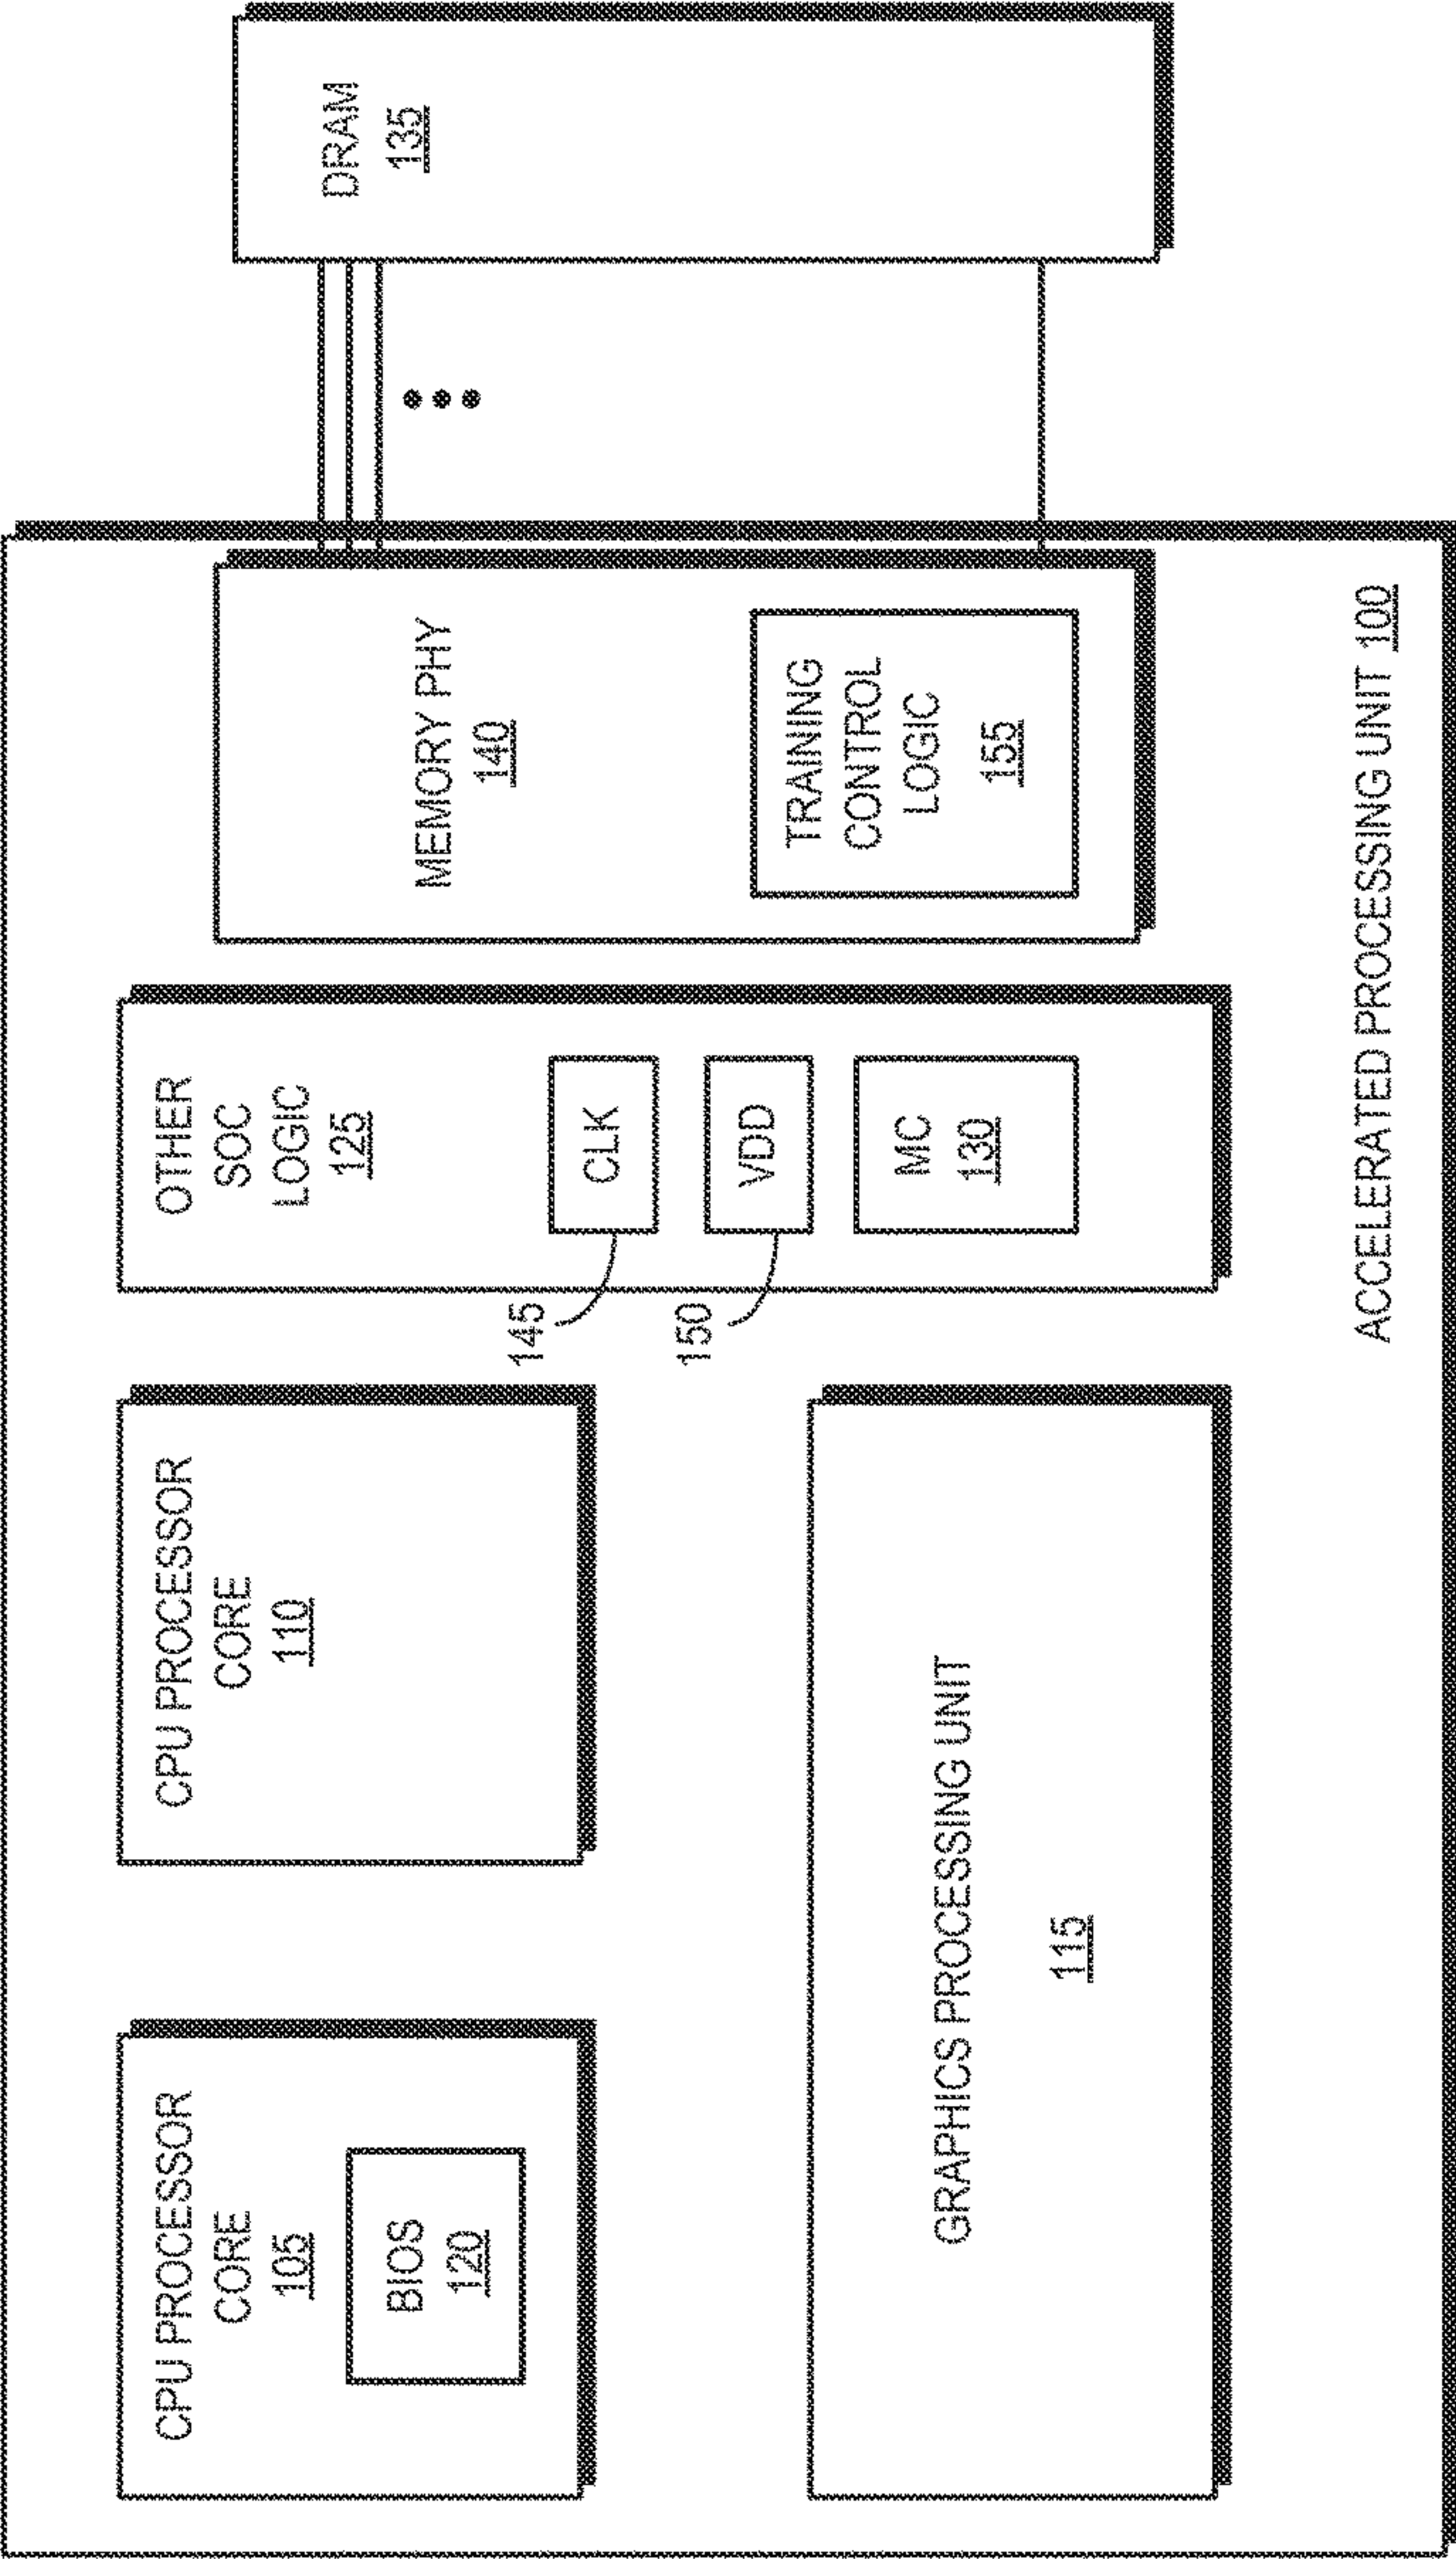 CPU PROCESSOR
CORE
105
BIOS
120
CPU PROCESSOR
CORE
110
GRAPHICS PROCESSING UNIT
115
OTHER
SOC
LOGIC
125
145
CLK
150
VDD
MC
130
MEMORY PHY
140
TRAINING
CONTROL
LOGIC
155
DRAM
135
ACCELERATED PROCESSING UNIT 100